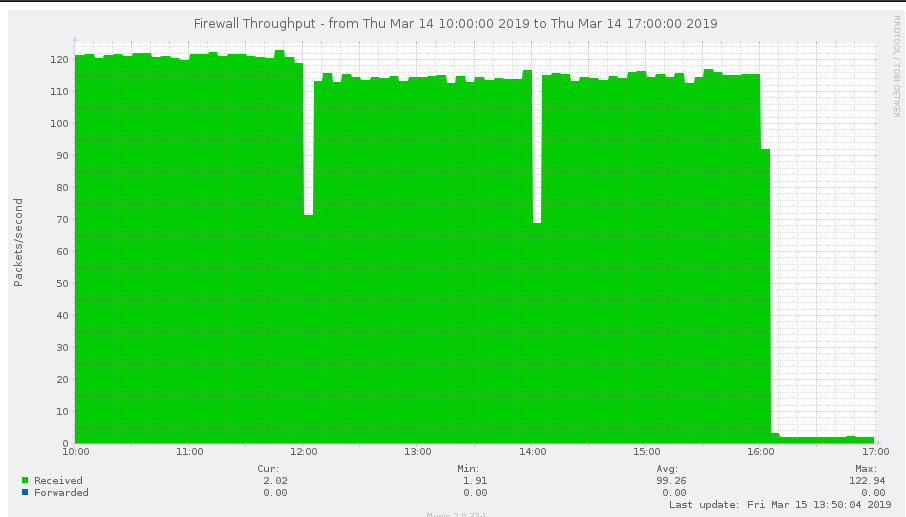 Firewall Throughput - from Thu Mar 14 10:00:00 2019 to Thu Mar 14 17:00:00 2019
RRDTOOL / TOBI OETIKER
Packets/second
120
110
100
90
80
70
60
50
40
30
20
10
0
10:00 11:00 12:00 13:00 14:00 15:00 16:00 17:00
Cur: Min: Avg: Max:
Received 2.02 1.91 99.26 122.94
Forwarded 0.00 0.00 0.00 0.00
Last update: Fri Mar 15 13:50:04 2019